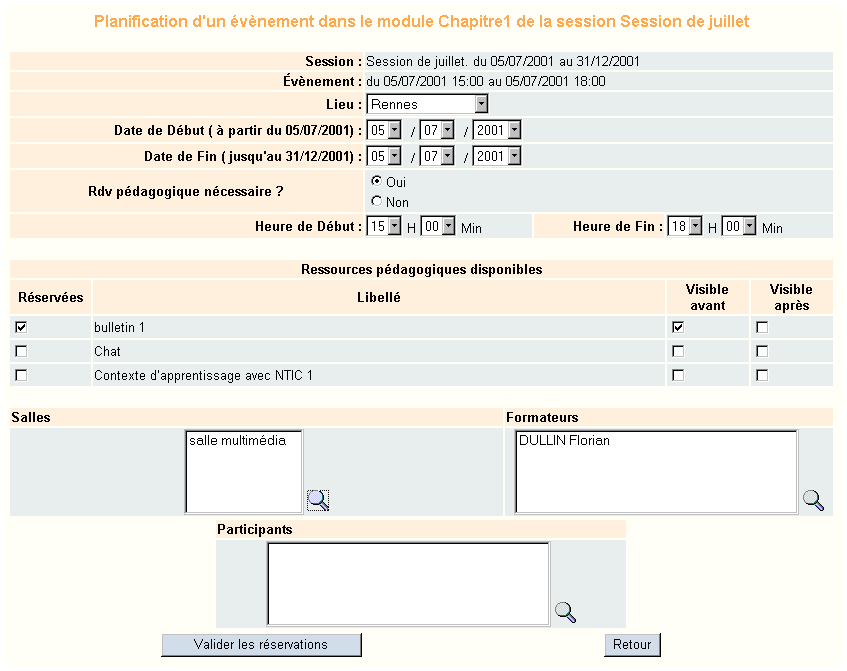 Planification d'un évènement dans le module Chapitre1 de la session Session de juillet
Session : Session de juillet. du 05/07/2001 au 31/12/2001
Évènement : du 05/07/2001 15:00 au 05/07/2001 18:00
Lieu : Rennes
Date de Début ( à partir du 05/07/2001) : 05 / 07 / 2001
Date de Fin ( jusqu'au 31/12/2001) : 05 / 07 / 2001
Rdv pédagogique nécessaire ? Oui
Non
Heure de Début : 15 H 00 Min Heure de Fin : 18 H 00 Min
Ressources pédagogiques disponibles
Réservées Libellé Visible avant Visible après
bulletin 1
Chat
Contexte d'apprentissage avec NTIC 1
Salles Formateurs
salle multimédia DULLIN Florian
Participants
Valider les réservations Retour